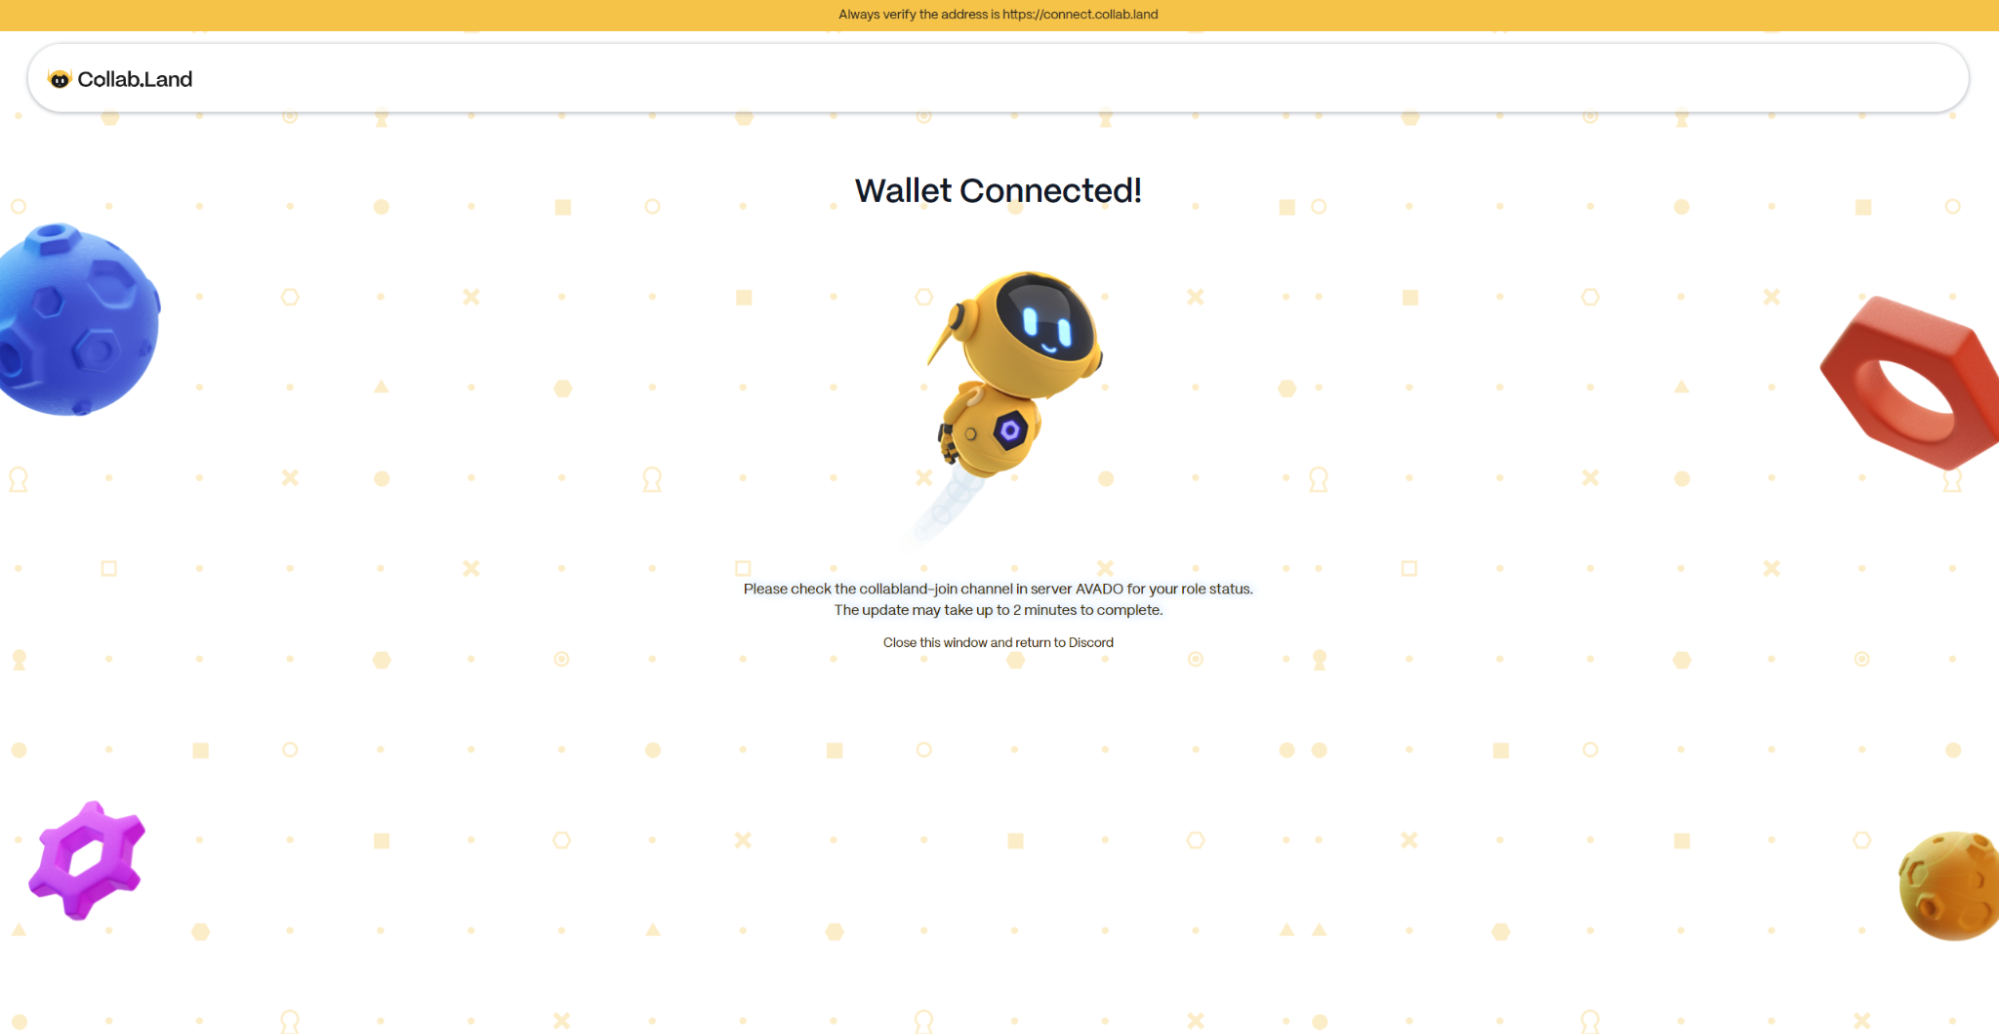 Always verify the address is https://connect.collab.land
Collab.Land
Wallet Connected!
Please check the collabland-join channel in server AVADO for your role status.
The update may take up to 2 minutes to complete.
Close this window and return to Discord